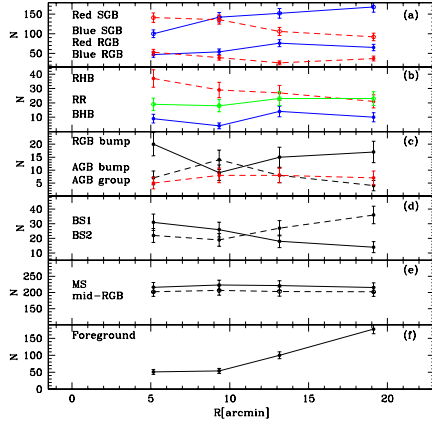 Red SGB
(a)
Blue SGB
Red RGB
Blue RGB
N
150
100
50
RHB
(b)
RR
BHB
N
40
30
20
10
RGB bump
(c)
AGB bump
AGB group
N
20
15
10
5
(d)
BS1
BS2
N
40
30
20
10
(e)
MS
mid-RGB
N
250
200
150
100
50
Foreground
(f)
N
150
100
50
0
0 5 10 15 20
R[arcmin]